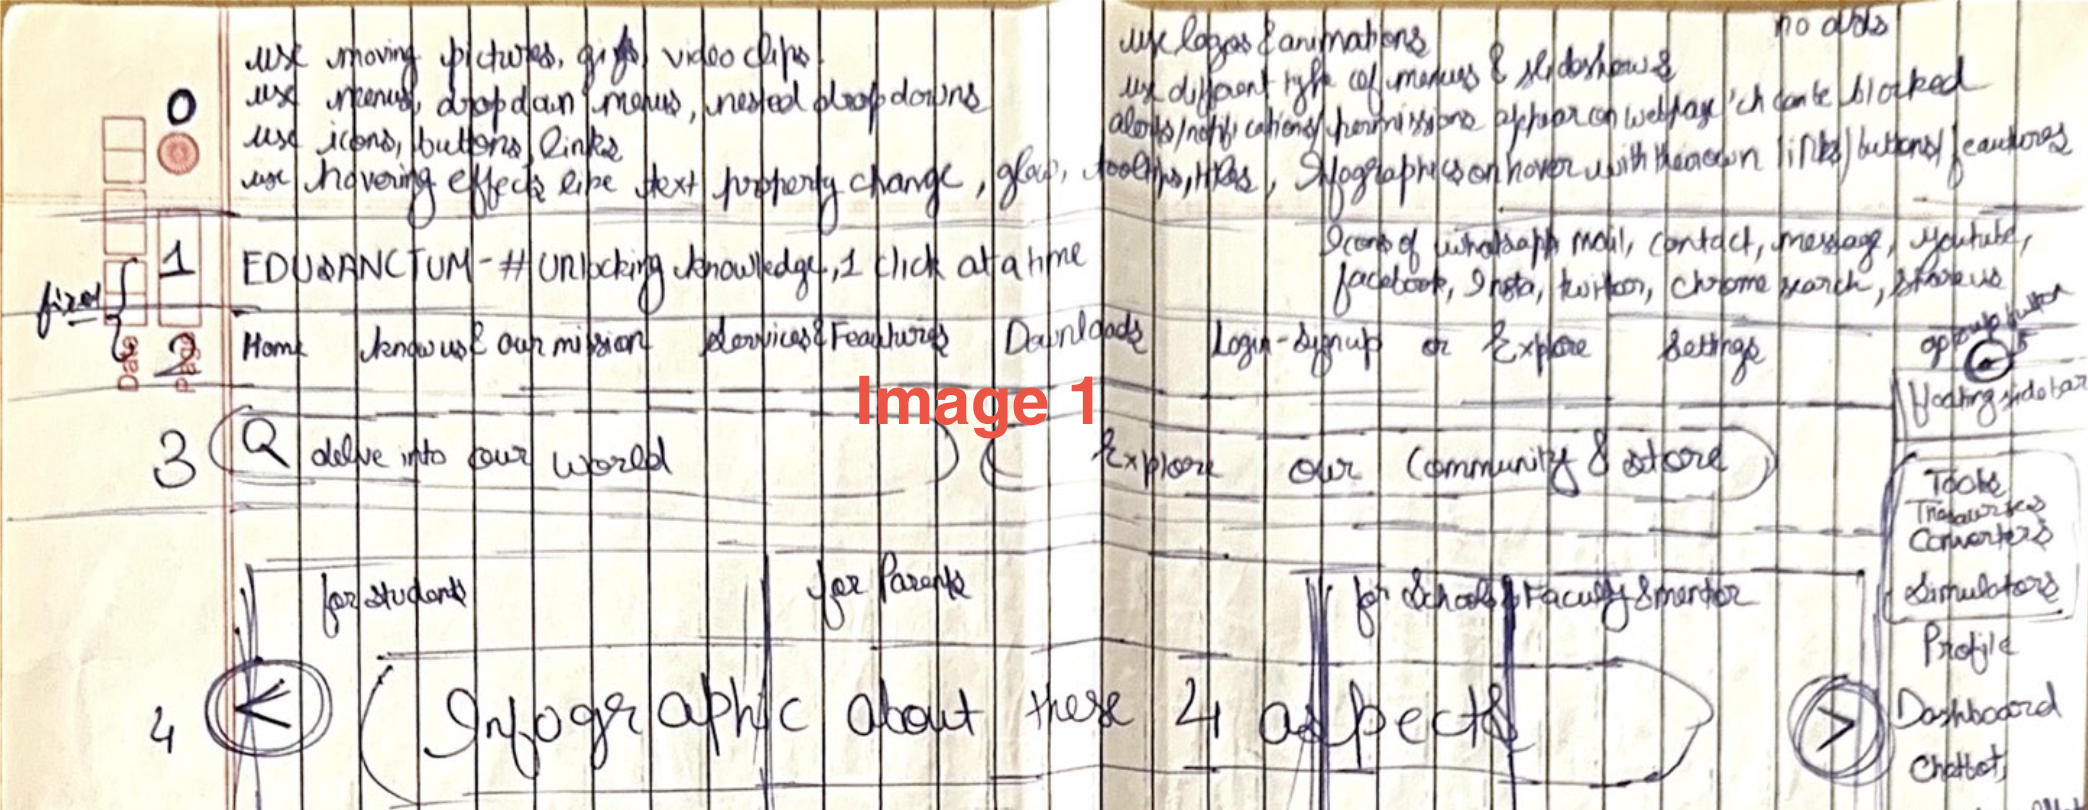 no ads
use moving pictures, gifs, video clips.
use menus, dropdain menus, nested dropdowns
use icons, buttons, links
use hovering effects like text property change, glow, tooltips, titles, Infographics on hover with there own links/buttons/feautures
use logos & animations
use different type of menus & slideshows
alerts/notifications/permissions appear on webpage 'ch can be blocked
fixed
0
1
EDUSANCTUM - #UNlocking knowledge, 1 click at a time
Icons of whatsapp mail, contact, message, youtube,
facebook, Insta, twitter, chrome search, share us
2
Home know us & our mission Services & Feautures Downloads Login-Signup or Explore Settings
Date
Page
Image 1
floating sidebar
3
Q delve into our world
Explore our Community & store
Tools
Thesauruses
Converters
Simulators
Profile
Dashboard
Chatbot,
for students
for Parents
for Schools & Faculty & mentor
4
< Infographic about these 4 aspects >